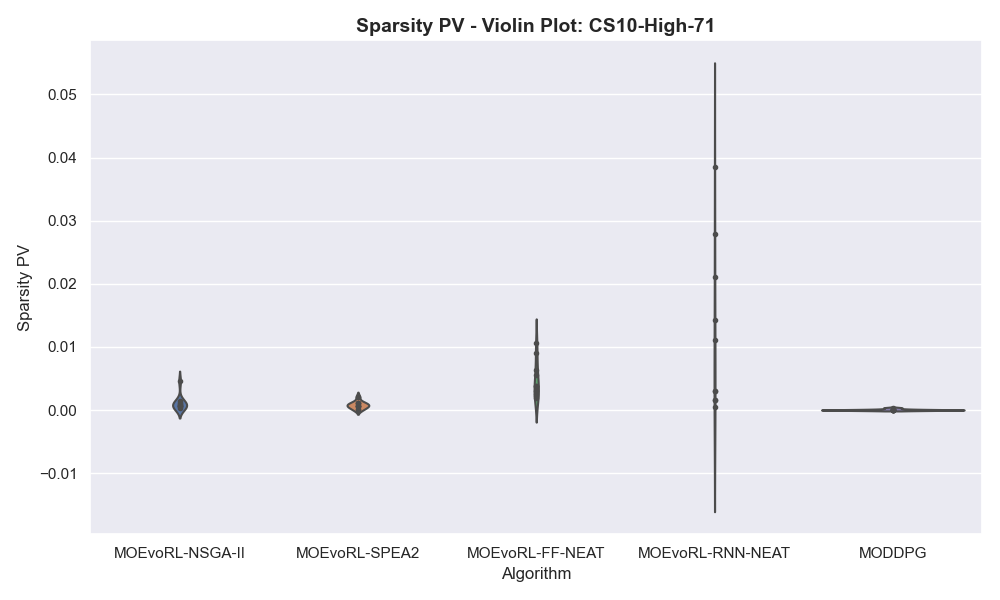 Sparsity PV - Violin Plot: CS10-High-71
Sparsity PV
0.05
0.04
0.03
0.02
0.01
0.00
−0.01
MOEvoRL-NSGA-II MOEvoRL-SPEA2 MOEvoRL-FF-NEAT MOEvoRL-RNN-NEAT MODDPG
Algorithm